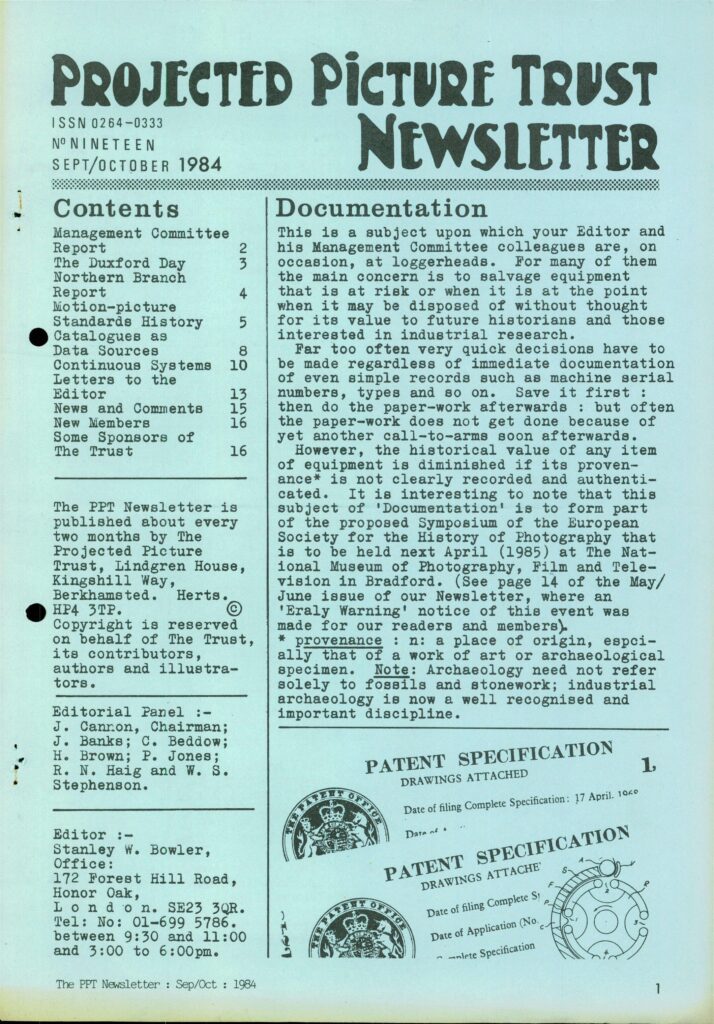 PROJECTED PICTURE TRUST
NEWSLETTER
ISSN 0264-0333
No NINETEEN
SEPT/OCTOBER 1984
Contents
Management Committee
Report 2
The Duxford Day 3
Northern Branch
Report 4
Motion-picture
Standards History 5
Catalogues as
Data Sources 8
Continuous Systems 10
Letters to the
Editor 13
News and Comments 15
New Members 16
Some Sponsors of
The Trust 16
The PPT Newsletter is
published about every
two months by The
Projected Picture
Trust, Lindgren House,
Kingshill Way,
Berkhamsted. Herts.
HP4 3TP. ©
Copyright is reserved
on behalf of The Trust,
its contributors,
authors and illustra-
tors.
Editorial Panel :-
J. Cannon, Chairman;
J. Banks; C. Beddow;
H. Brown; P. Jones;
R. N. Haig and W. S.
Stephenson.
Editor :-
Stanley W. Bowler,
Office:
172 Forest Hill Road,
Honor Oak,
L o n d o n. SE23 3QR.
Tel: No: 01-699 5786.
between 9:30 and 11:00
and 3:00 to 6:00pm.
Documentation
This is a subject upon which your Editor and
his Management Committee colleagues are, on
occasion, at loggerheads. For many of them
the main concern is to salvage equipment
that is at risk or when it is at the point
when it may be disposed of without thought
for its value to future historians and those
interested in industrial research.
Far too often very quick decisions have to
be made regardless of immediate documentation
of even simple records such as machine serial
numbers, types and so on. Save it first :
then do the paper-work afterwards : but often
the paper-work does not get done because of
yet another call-to-arms soon afterwards.
However, the historical value of any item
of equipment is diminished if its proven-
ance* is not clearly recorded and authenti-
cated. It is interesting to note that this
subject of 'Documentation' is to form part
of the proposed Symposium of the European
Society for the History of Photography that
is to be held next April (1985) at The Nat-
ional Museum of Photography, Film and Tele-
vision in Bradford. (See page 14 of the May/
June issue of our Newsletter, where an
'Eraly Warning' notice of this event was
made for our readers and members).
* provenance : n: a place of origin, espci-
ally that of a work of art or archaeological
specimen. Note: Archaeology need not refer
solely to fossils and stonework; industrial
archaeology is now a well recognised and
important discipline.
PATENT SPECIFICATION 1,
DRAWINGS ATTACHED
Date of filing Complete Specification: 17 April,
Date of
THE PATENT OFFICE
PATENT SPECIFICATION
DRAWINGS ATTACHE
Date of filing Complete Sp
Date of Application (No.
Complete Specification
THE PATENT OFFICE
The PPT Newsletter : Sep/Oct : 1984 1